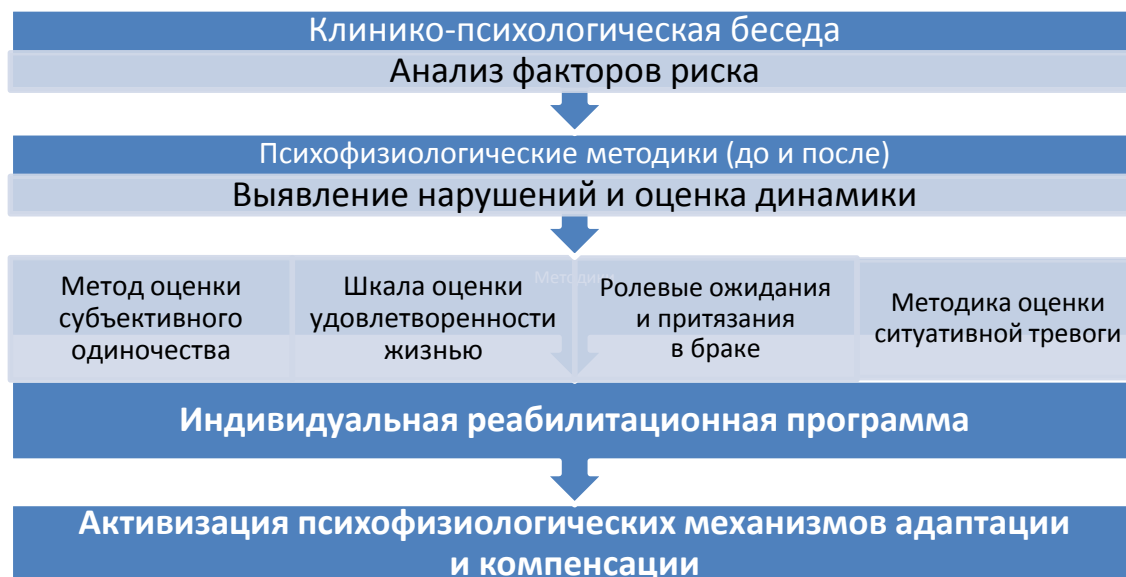 Клинико-психологическая беседа
Анализ факторов риска
Психофизиологические методики (до и после)
Выявление нарушений и оценка динамики
Методики
Метод оценки
субъективного
одиночества
Шкала оценки
удовлетворенности
жизнью
Ролевые ожидания
и притязания
в браке
Методика оценки
ситуативной тревоги
Индивидуальная реабилитационная программа
Активизация психофизиологических механизмов адаптации
и компенсации